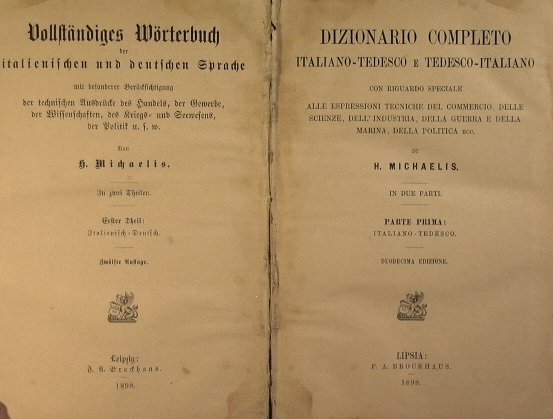 Vollständiges Wörterbuch
der
italienischen und deutschen Sprache
mit besonderer Berücksichtigung
der technischen Ausdrücke des Handels, der Gewerbe,
der Wissenschaften, des Kriegs- und Seewesens,
der Politik u. s. w.
Von
H. Michaelis.
In zwei Theilen.
Erster Theil:
Italienisch-Deutsch.
Zwölfte Auflage.
Leipzig:
F. A. Brockhaus.
1898.
DIZIONARIO COMPLETO
ITALIANO-TEDESCO E TEDESCO-ITALIANO
CON RIGUARDO SPECIALE
ALLE ESPRESSIONI TECNICHE DEL COMMERCIO, DELLE
SCIENZE, DELL' INDUSTRIA, DELLA GUERRA E DELLA
MARINA, DELLA POLITICA ECC.
DI
H. MICHAELIS.
IN DUE PARTI.
PARTE PRIMA:
ITALIANO-TEDESCO.
DUODECIMA EDIZIONE.
LIPSIA:
F. A. BROCKHAUS.
1898.